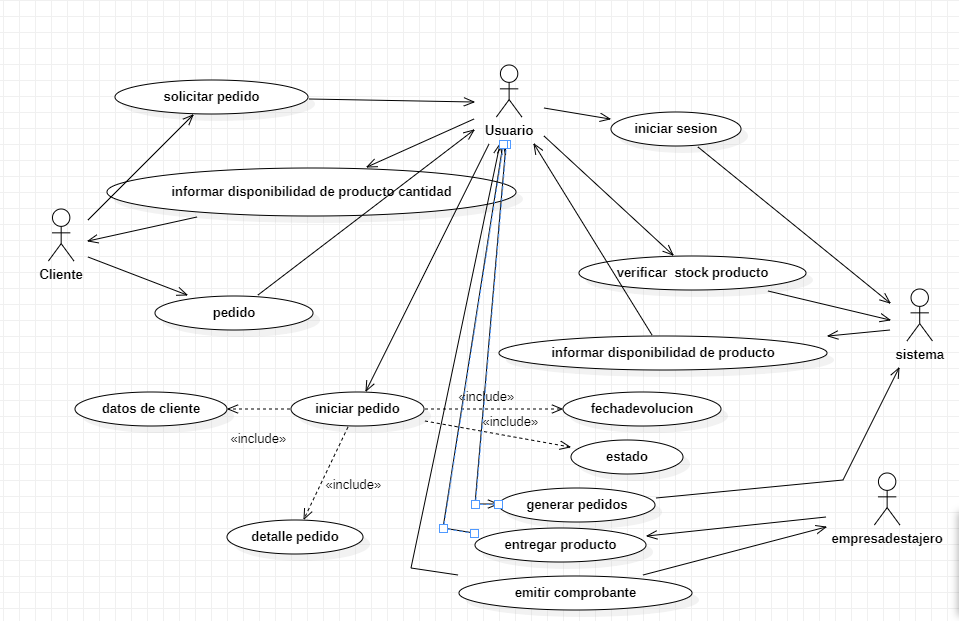 solicitar pedido
Usuario
iniciar sesion
informar disponibilidad de producto cantidad
Cliente
verificar  stock producto
pedido
informar disponibilidad de producto
sistema
datos de cliente
iniciar pedido
«include»
fechadevolucion
«include»
«include»
estado
«include»
generar pedidos
detalle pedido
entregar producto
empresadestajero
emitir comprobante